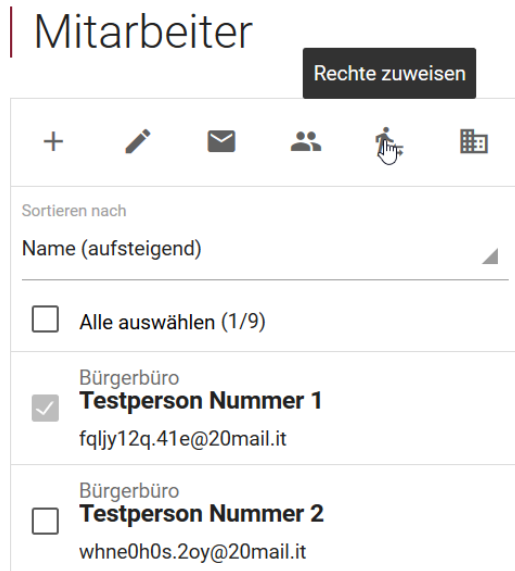 Mitarbeiter
Rechte zuweisen
Sortieren nach
Name (aufsteigend)
Alle auswählen (1/9)
Bürgerbüro
Testperson Nummer 1
fqljy12q.41e@20mail.it
Bürgerbüro
Testperson Nummer 2
whne0h0s.2oy@20mail.it